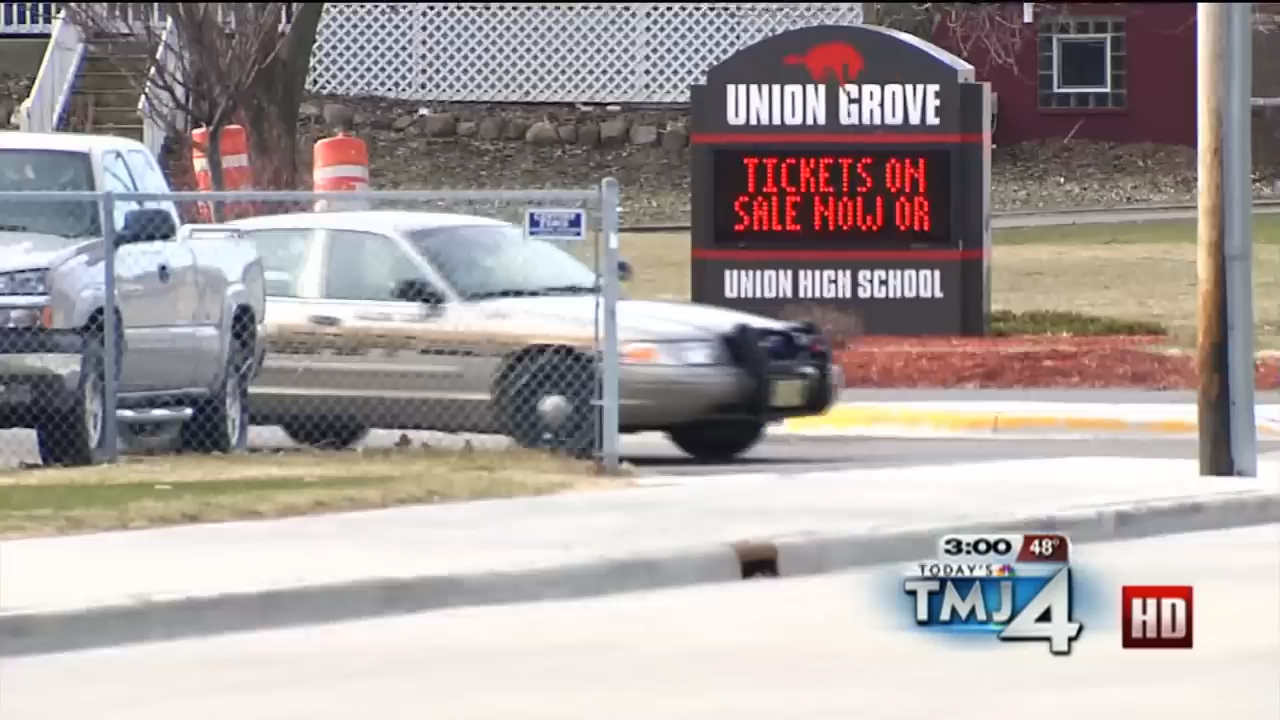 UNION GROVE
TICKETS ON
SALE NOW OR
UNION HIGH SCHOOL
3:00 48°
TODAY'S
TMJ4
HD